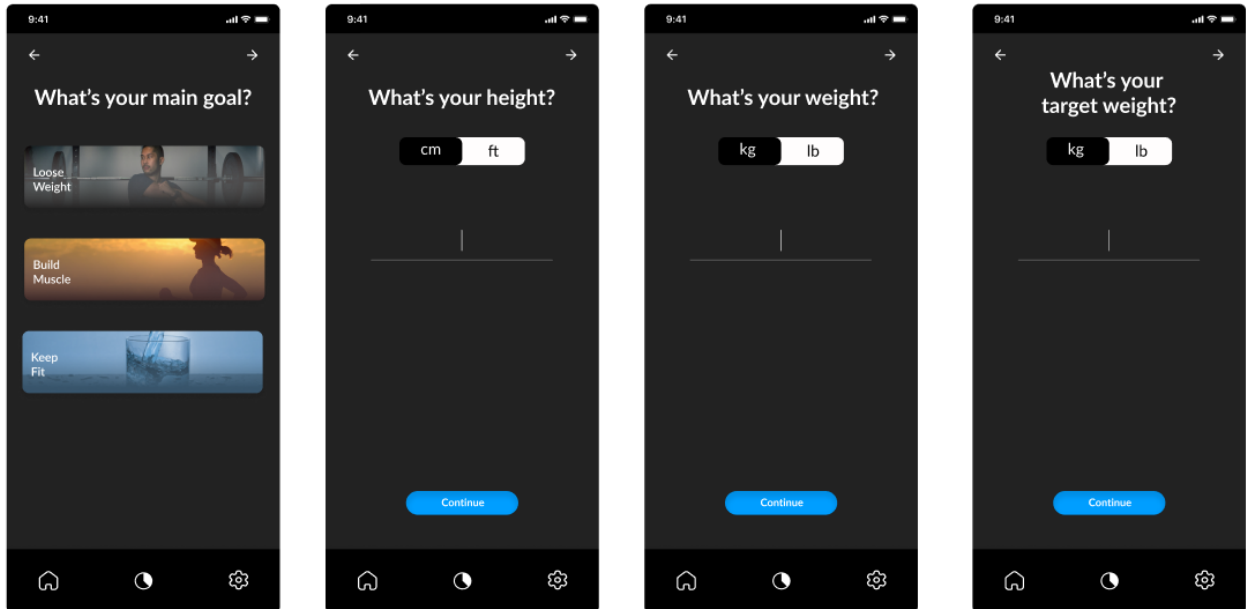 9:41
What's your main goal?
Loose
Weight
Build
Muscle
Keep
Fit
9:41
What's your height?
cm ft
Continue
9:41
What's your weight?
kg lb
Continue
9:41
What's your
target weight?
kg lb
Continue